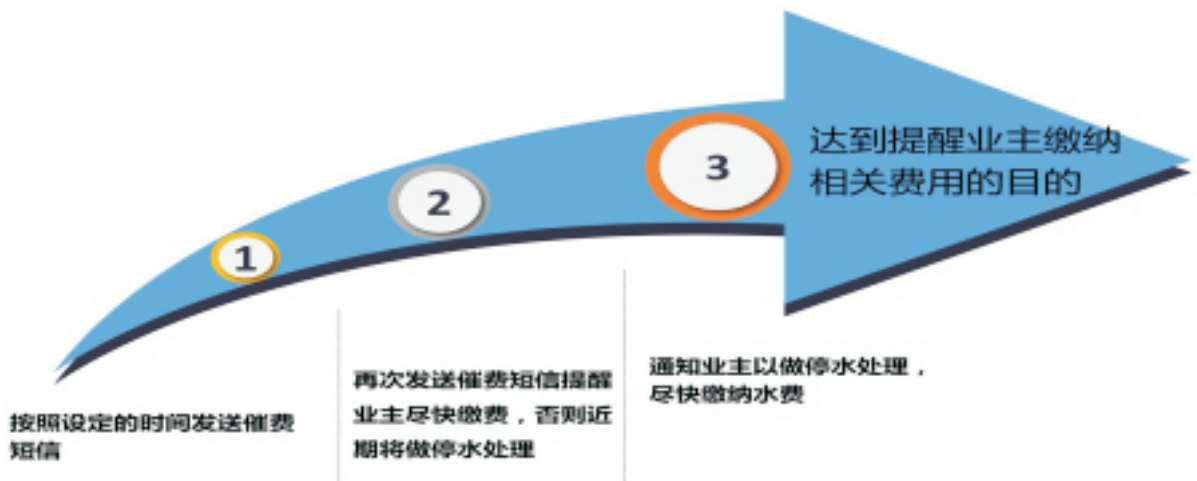 1
2
3
达到提醒业主缴纳
相关费用的目的
按照设定的时间发送催费
短信
再次发送催费短信提醒
业主尽快缴费，否则近
期将做停水处理
通知业主以做停水处理，
尽快缴纳水费